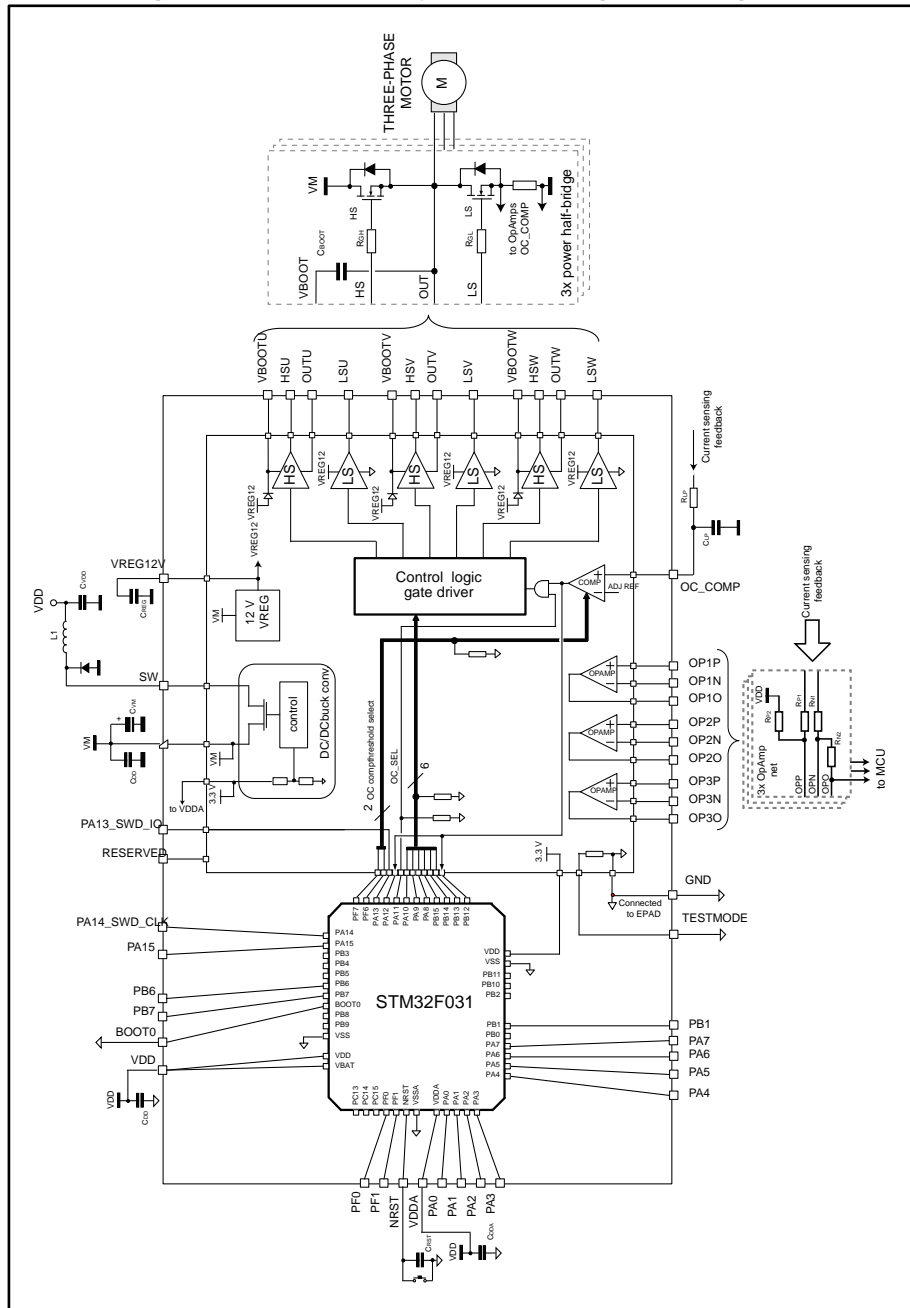 THREE-PHASE
MOTOR
M
VM
HS
LS
to OpAmps
OC_COMP
CBOOT
RGH
RGL
3x power half-bridge
VBOOT
HS
OUT
LS
VBOOTU
HSU
OUTU
LSU
VBOOTV
HSV
OUTV
LSV
VBOOTW
HSW
OUTW
LSW
HS
LS
HS
LS
HS
LS
VREG12
VREG12
VREG12
VREG12
VREG12
VREG12
VREG12
VREG12V
CREG
VM
12 V
VREG
Control logic
gate driver
COMP
ADJ REF
Current sensing
feedback
RLP
CLP
OC_COMP
VDD
CVDD
L1
SW
VM
CVM
CDD
VM
control
DC/DCbuck conv.
3.3 V
to VDDA
2
OC compthreshold select
OC_SEL
6
OPAMP
OPAMP
OPAMP
OP1P
OP1N
OP1O
OP2P
OP2N
OP2O
OP3P
OP3N
OP3O
Current sensing
feedback
VDD
RP2
RP1
RN1
RN2
OPP
OPN
OPO
3x OpAmp
net
to MCU
PA13_SWD_IO
RESERVED
3.3 V
Connected
to EPAD
GND
TESTMODE
PA14_SWD_CLK
PA15
PB6
PB7
BOOT0
VDD
VDD
CDD
PF7
PF6
PA13
PA12
PA11
PA10
PA9
PA8
PB15
PB14
PB13
PB12
PA14
PA15
PB3
PB4
PB5
PB6
PB7
BOOT0
PB8
PB9
VSS
VDD
VBAT
STM32F031
VDD
VSS
PB11
PB10
PB2
PB1
PB0
PA7
PA6
PA5
PA4
PC13
PC14
PC15
PF0
PF1
NRST
VSSA
VDDA
PA0
PA1
PA2
PA3
PB1
PA7
PA6
PA5
PA4
PF0
PF1
NRST
VDDA
PA0
PA1
PA2
PA3
CRST
VDD
CDDA